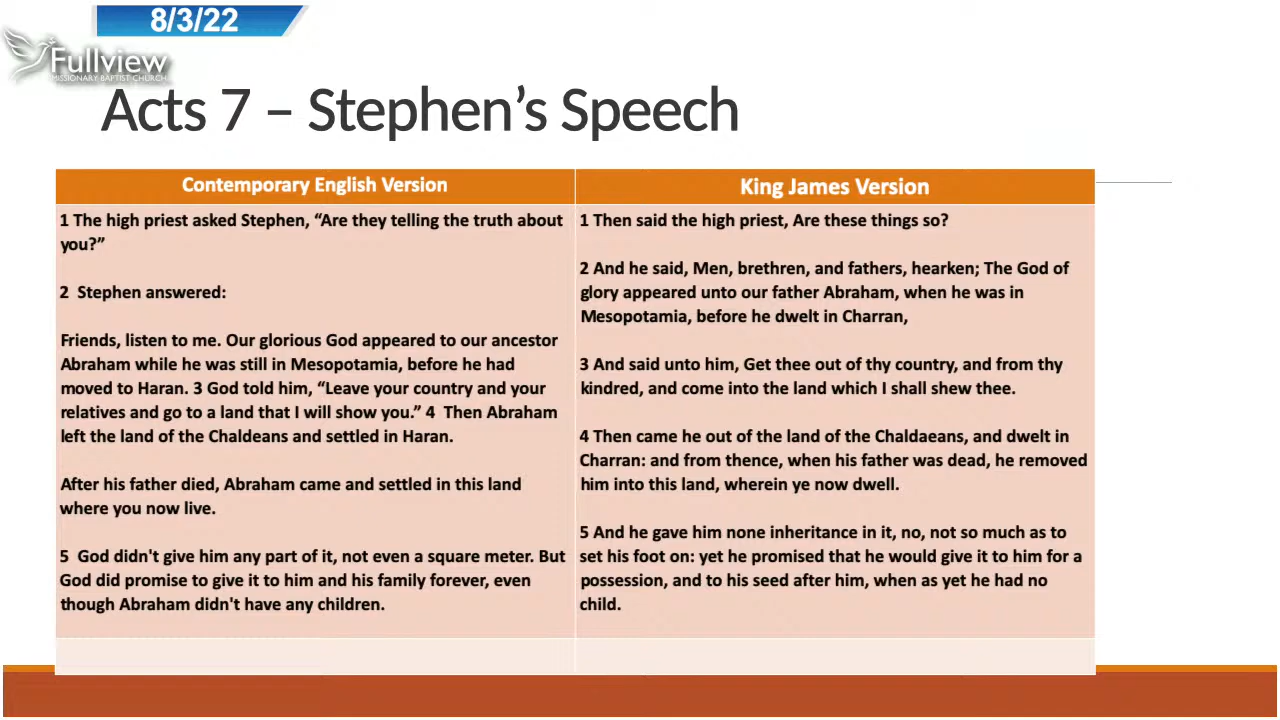 8/3/22
Fullview
MISSIONARY BAPTIST CHURCH
Acts 7 – Stephen’s Speech
Contemporary English Version
1 The high priest asked Stephen, “Are they telling the truth about
you?”
2  Stephen answered:
Friends, listen to me. Our glorious God appeared to our ancestor
Abraham while he was still in Mesopotamia, before he had
moved to Haran. 3 God told him, “Leave your country and your
relatives and go to a land that I will show you.” 4  Then Abraham
left the land of the Chaldeans and settled in Haran.
After his father died, Abraham came and settled in this land
where you now live.
5  God didn't give him any part of it, not even a square meter. But
God did promise to give it to him and his family forever, even
though Abraham didn't have any children.
King James Version
1 Then said the high priest, Are these things so?
2 And he said, Men, brethren, and fathers, hearken; The God of
glory appeared unto our father Abraham, when he was in
Mesopotamia, before he dwelt in Charran,
3 And said unto him, Get thee out of thy country, and from thy
kindred, and come into the land which I shall shew thee.
4 Then came he out of the land of the Chaldaeans, and dwelt in
Charran: and from thence, when his father was dead, he removed
him into this land, wherein ye now dwell.
5 And he gave him none inheritance in it, no, not so much as to
set his foot on: yet he promised that he would give it to him for a
possession, and to his seed after him, when as yet he had no
child.